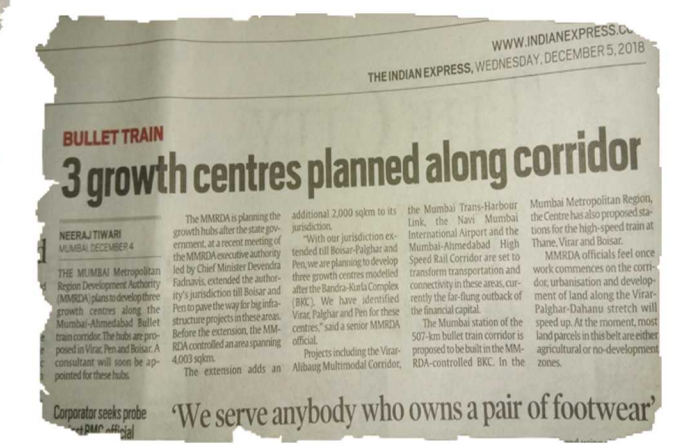 WWW.INDIANEXPRESS.CO
THE INDIAN EXPRESS, WEDNESDAY, DECEMBER 5, 2018
BULLET TRAIN
3 growth centres planned along corridor
NEERAJ TIWARI
MUMBAI, DECEMBER 4
THE MUMBAI Metropolitan
Region Development Authority
(MMRDA) plans to develop three
growth centres along the
Mumbai-Ahmedabad Bullet
train corridor. The hubs are pro-
posed in Virar, Pen and Boisar. A
consultant will soon be ap-
pointed for these hubs.
The MMRDA is planning the
growth hubs after the state gov-
ernment, at a recent meeting of
the MMRDA executive authority
led by Chief Minister Devendra
Fadnavis, extended the author-
ity's jurisdiction till Boisar and
Pen to pave the way for big infra-
structure projects in these areas.
Before the extension, the MM-
RDA controlled an area spanning
4,003 sqkm.
The extension adds an
additional 2,000 sqkm to its
jurisdiction.
"With our jurisdiction ex-
tended till Boisar-Palghar and
Pen, we are planning to develop
three growth centres modelled
after the Bandra-Kurla Complex
(BKC). We have identified
Virar, Palghar and Pen for these
centres," said a senior MMRDA
official.
Projects including the Virar-
Alibaug Multimodal Corridor,
the Mumbai Trans-Harbour
Link, the Navi Mumbai
International Airport and the
Mumbai-Ahmedabad High
Speed Rail Corridor are set to
transform transportation and
connectivity in these areas, cur-
rently the far-flung outback of
the financial capital.
The Mumbai station of the
507-km bullet train corridor is
proposed to be built in the MM-
RDA-controlled BKC. In the
Mumbai Metropolitan Region,
the Centre has also proposed sta-
tions for the high-speed train at
Thane, Virar and Boisar.
MMRDA officials feel once
work commences on the corri-
dor, urbanisation and develop-
ment of land along the Virar-
Palghar-Dahanu stretch will
speed up. At the moment, most
land parcels in this belt are either
agricultural or no-development
zones.
Corporator seeks probe
BMC official
'We serve anybody who owns a pair of footwear'